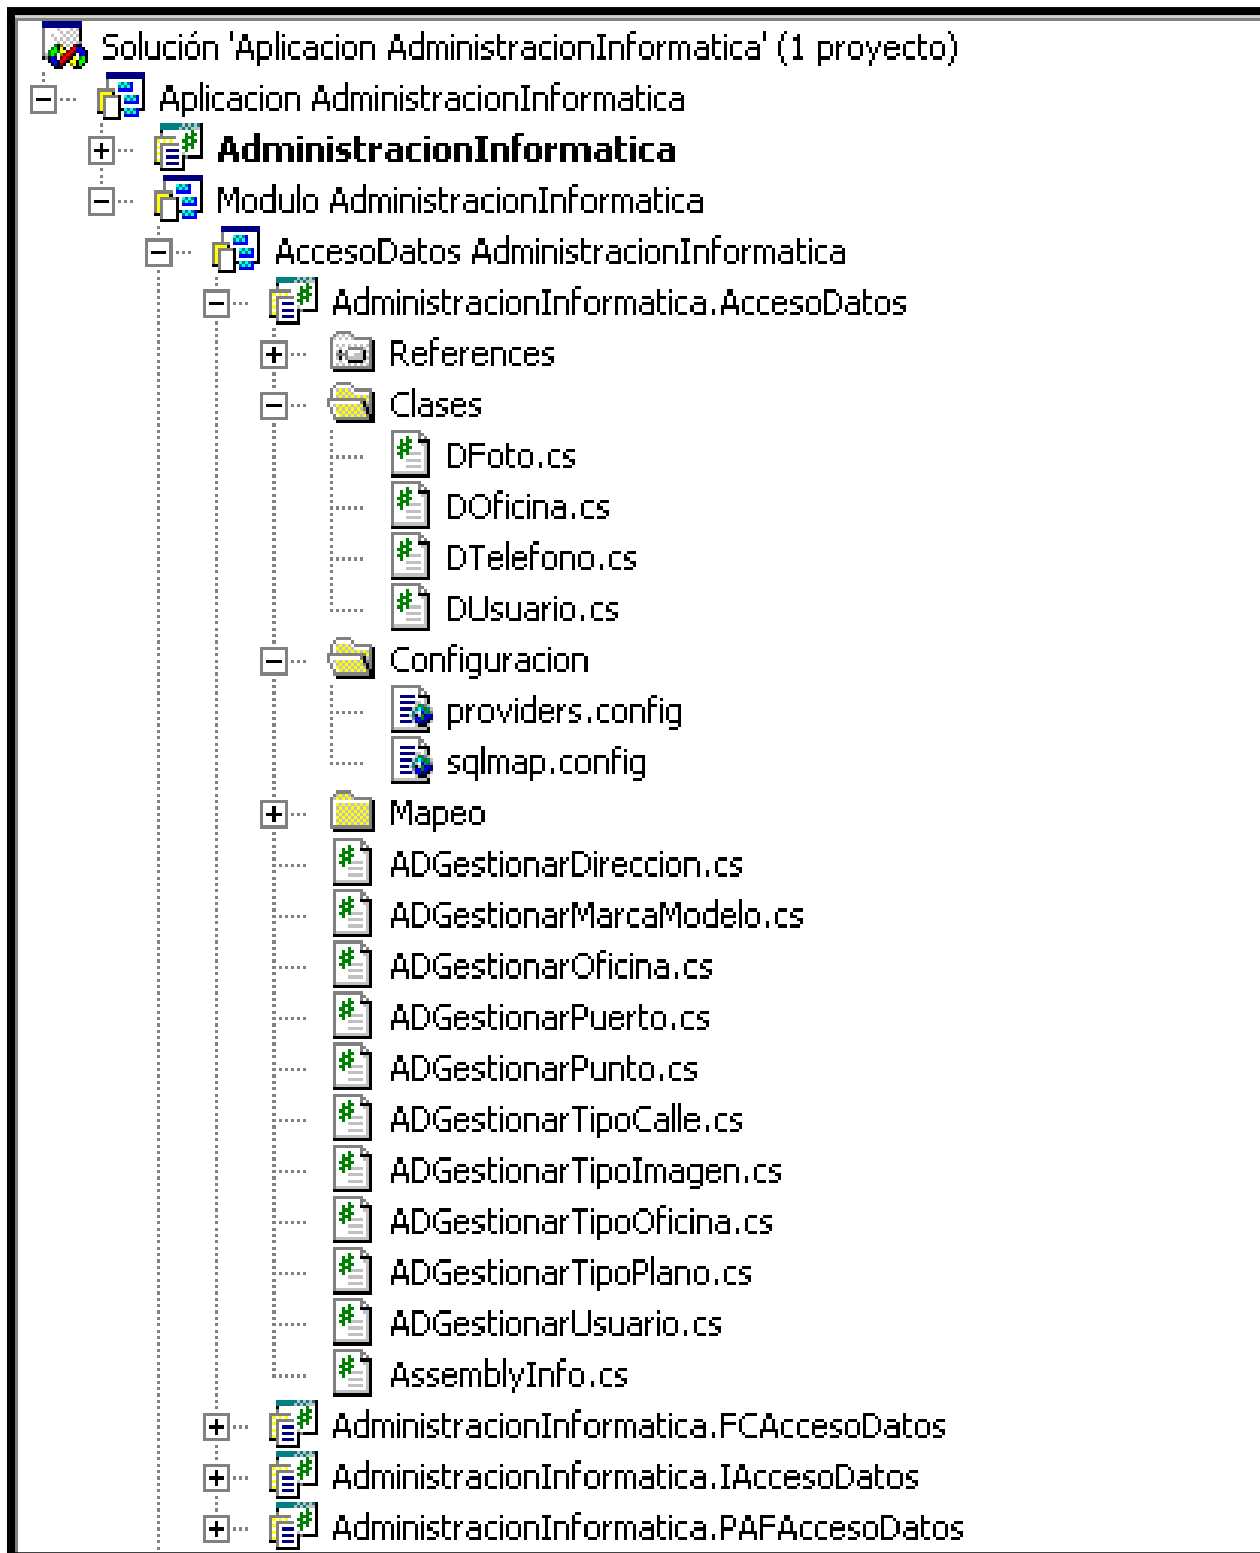 Solución 'Aplicacion AdministracionInformatica' (1 proyecto)
Aplicacion AdministracionInformatica
AdministracionInformatica
Modulo AdministracionInformatica
AccesoDatos AdministracionInformatica
AdministracionInformatica.AccesoDatos
References
Clases
DFoto.cs
DOficina.cs
DTelefono.cs
DUsuario.cs
Configuracion
providers.config
sqlmap.config
Mapeo
ADGestionarDireccion.cs
ADGestionarMarcaModelo.cs
ADGestionarOficina.cs
ADGestionarPuerto.cs
ADGestionarPunto.cs
ADGestionarTipoCalle.cs
ADGestionarTipoImagen.cs
ADGestionarTipoOficina.cs
ADGestionarTipoPlano.cs
ADGestionarUsuario.cs
AssemblyInfo.cs
AdministracionInformatica.FCAccesoDatos
AdministracionInformatica.IAccesoDatos
AdministracionInformatica.PAFAccesoDatos